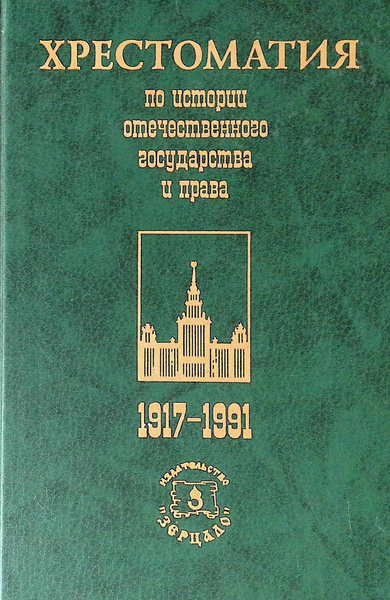 ХРЕСТОМАТИЯ
по истории
отечественного
государства
и права
1917–1991
ИЗДАТЕЛЬСТВО
З
"ЗЕРЦАЛО"